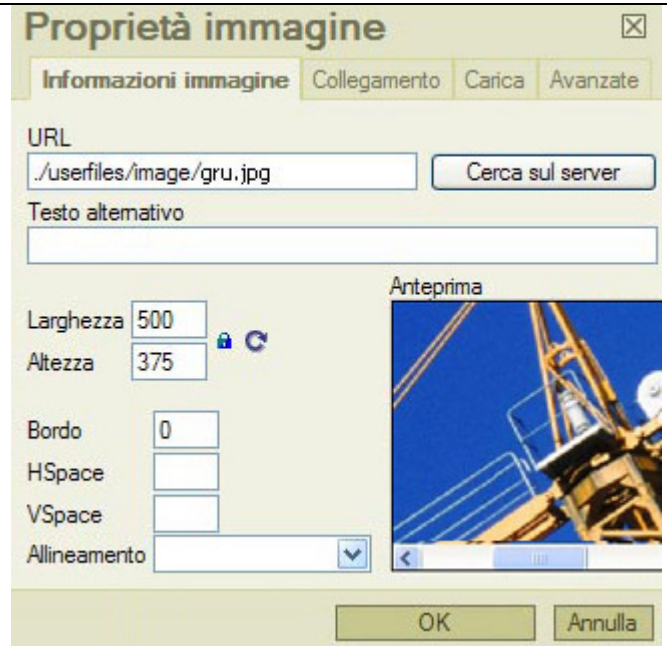 Proprietà immagine
Informazioni immagine Collegamento Carica Avanzate
URL
./userfiles/image/gru.jpg Cerca sul server
Testo alternativo
Anteprima
Larghezza 500
Altezza 375
Bordo 0
HSpace
VSpace
Allineamento
OK Annulla